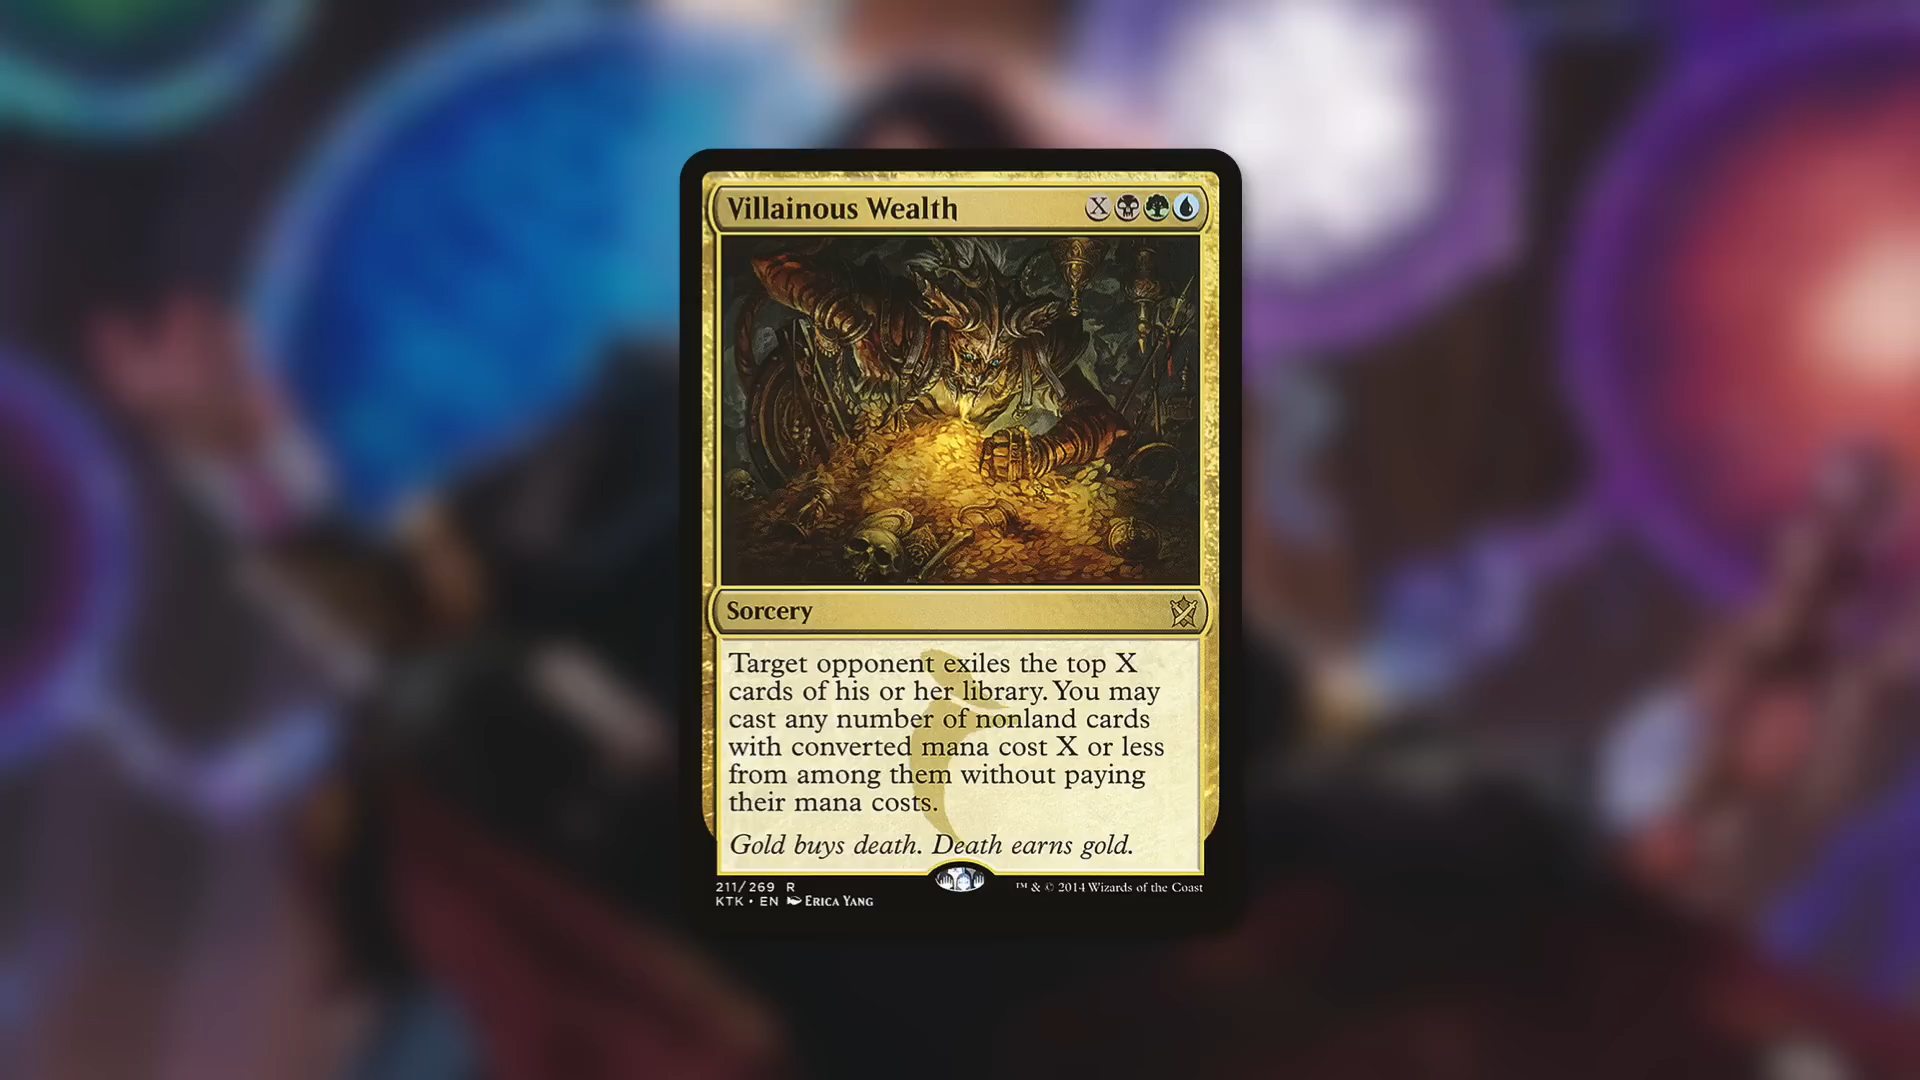 Villainous Wealth X
Sorcery
Target opponent exiles the top X
cards of his or her library. You may
cast any number of nonland cards
with converted mana cost X or less
from among them without paying
their mana costs.
Gold buys death. Death earns gold.
211/269 R
KTK • EN Erica Yang
™ & © 2014 Wizards of the Coast